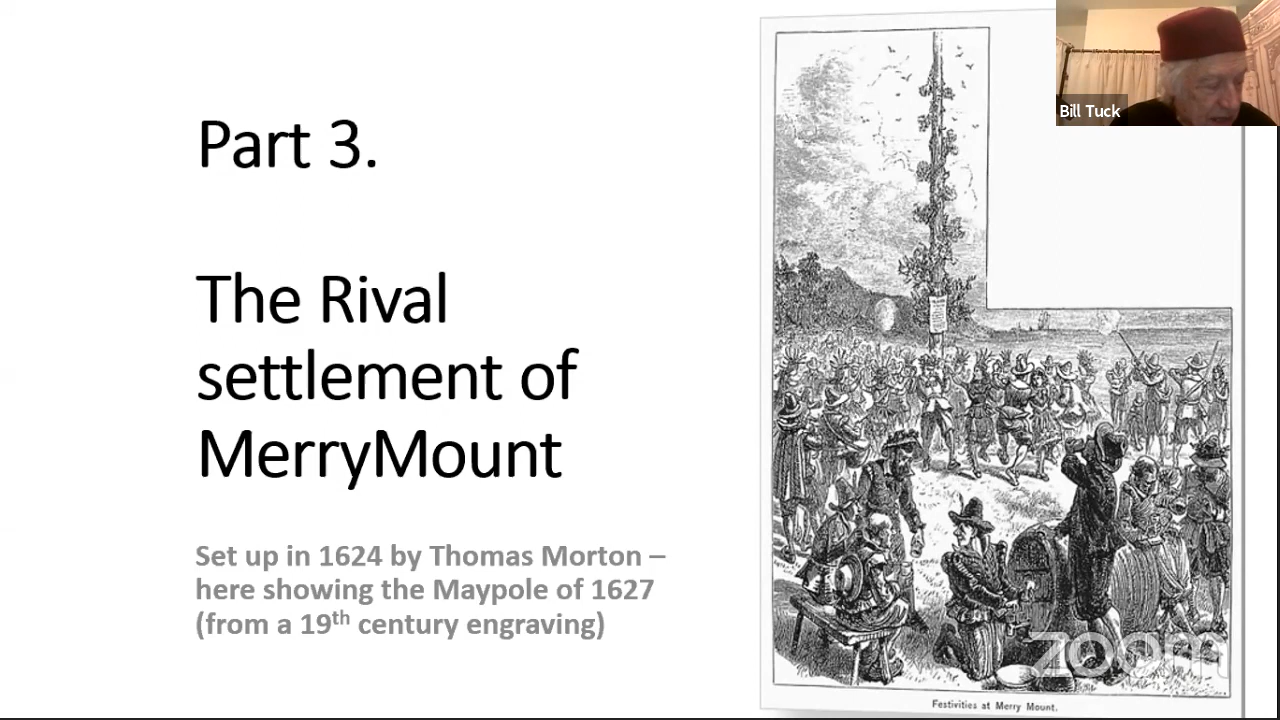 Part 3.
The Rival
settlement of
MerryMount
Set up in 1624 by Thomas Morton –
here showing the Maypole of 1627
(from a 19th century engraving)
Bill Tuck
zoom
Festivities at Merry Mount.